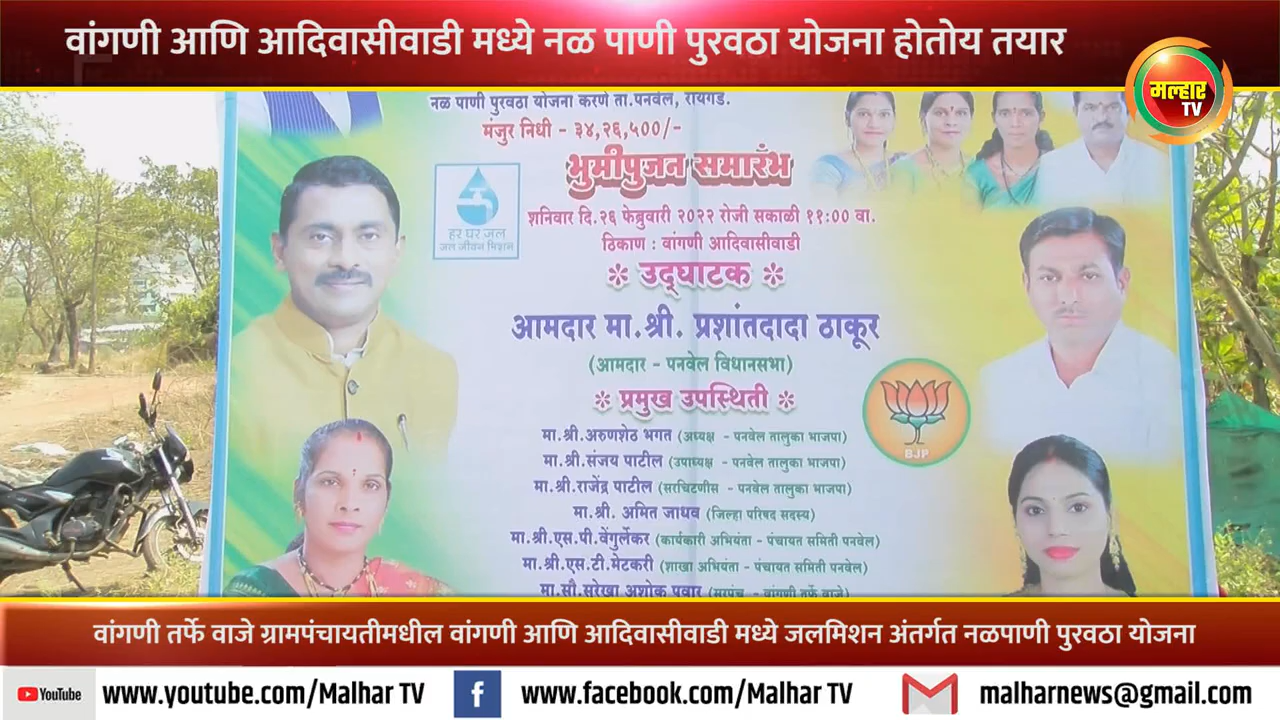 वांगणी आणि आदिवासीवाडी मध्ये नळ पाणी पुरवठा योजना होतोय तयार
मल्हार
TV
नळ पाणी पुरवठा योजना करणे ता.पनवेल, रायगड.
मंजुर निधी - ३४,२६,५००/-
भुमीपुजन समारंभ
हर घर जल
जल जीवन मिशन
शनिवार दि.२६ फेब्रुवारी २०२२ रोजी सकाळी ११:०० वा.
ठिकाण : वांगणी आदिवासीवाडी
* उद्घाटक *
आमदार मा.श्री. प्रशांतदादा ठाकूर
(आमदार - पनवेल विधानसभा)
* प्रमुख उपस्थिती *
BJP
मा.श्री.अरुणशेठ भगत (अध्यक्ष - पनवेल तालुका भाजपा)
मा.श्री.संजय पाटील (उपाध्यक्ष - पनवेल तालुका भाजपा)
मा.श्री.राजेंद्र पाटील (सरचिटणीस - पनवेल तालुका भाजपा)
मा.श्री. अमित जाधव (जिल्हा परिषद सदस्य)
मा.श्री.एस.पी.वेंगुर्लेकर (कार्यकारी अभियंता - पंचायत समिती पनवेल)
मा.श्री.एस.टी.मेटकरी (शाखा अभियंता - पंचायत समिती पनवेल)
मा.सौ.सुरेखा अशोक पवार (सरपंच - वांगणी तर्फे वाजे)
वांगणी तर्फे वाजे ग्रामपंचायतीमधील वांगणी आणि आदिवासीवाडी मध्ये जलमिशन अंतर्गत नळपाणी पुरवठा योजना
YouTube www.youtube.com/Malhar TV
f www.facebook.com/Malhar TV
malharnews@gmail.com